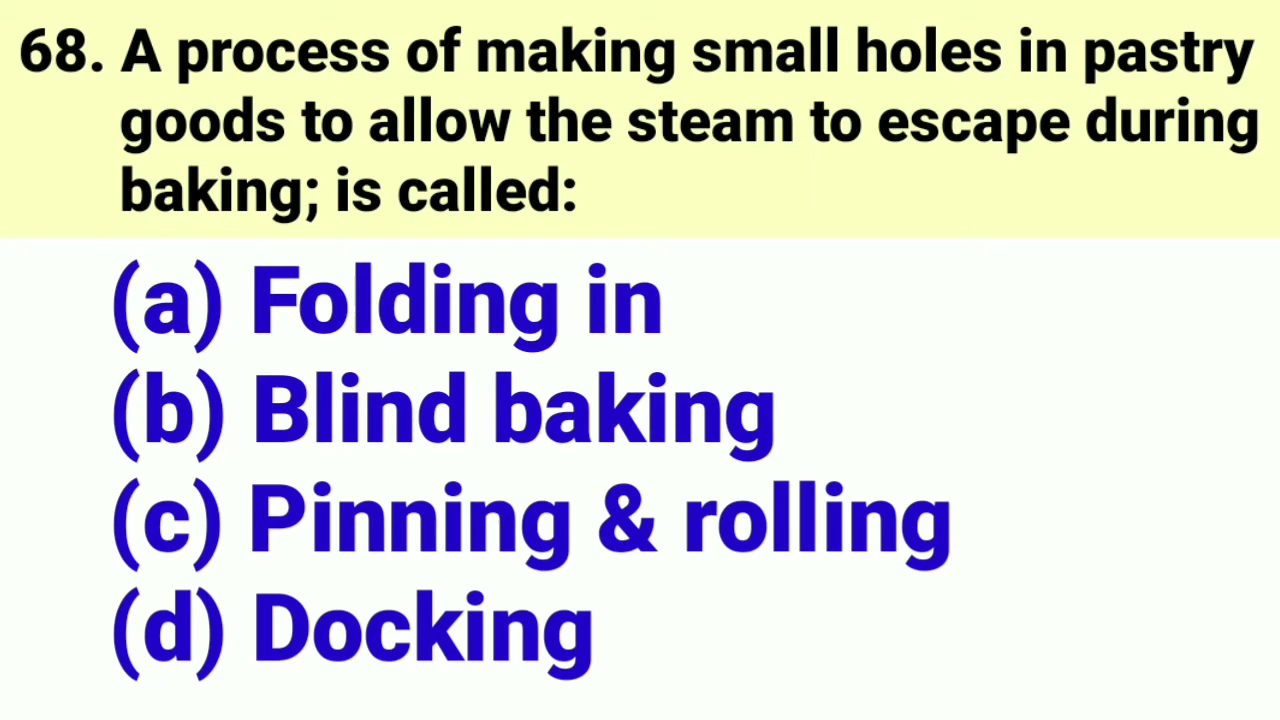 68. A process of making small holes in pastry
goods to allow the steam to escape during
baking; is called:
(a) Folding in
(b) Blind baking
(c) Pinning & rolling
(d) Docking